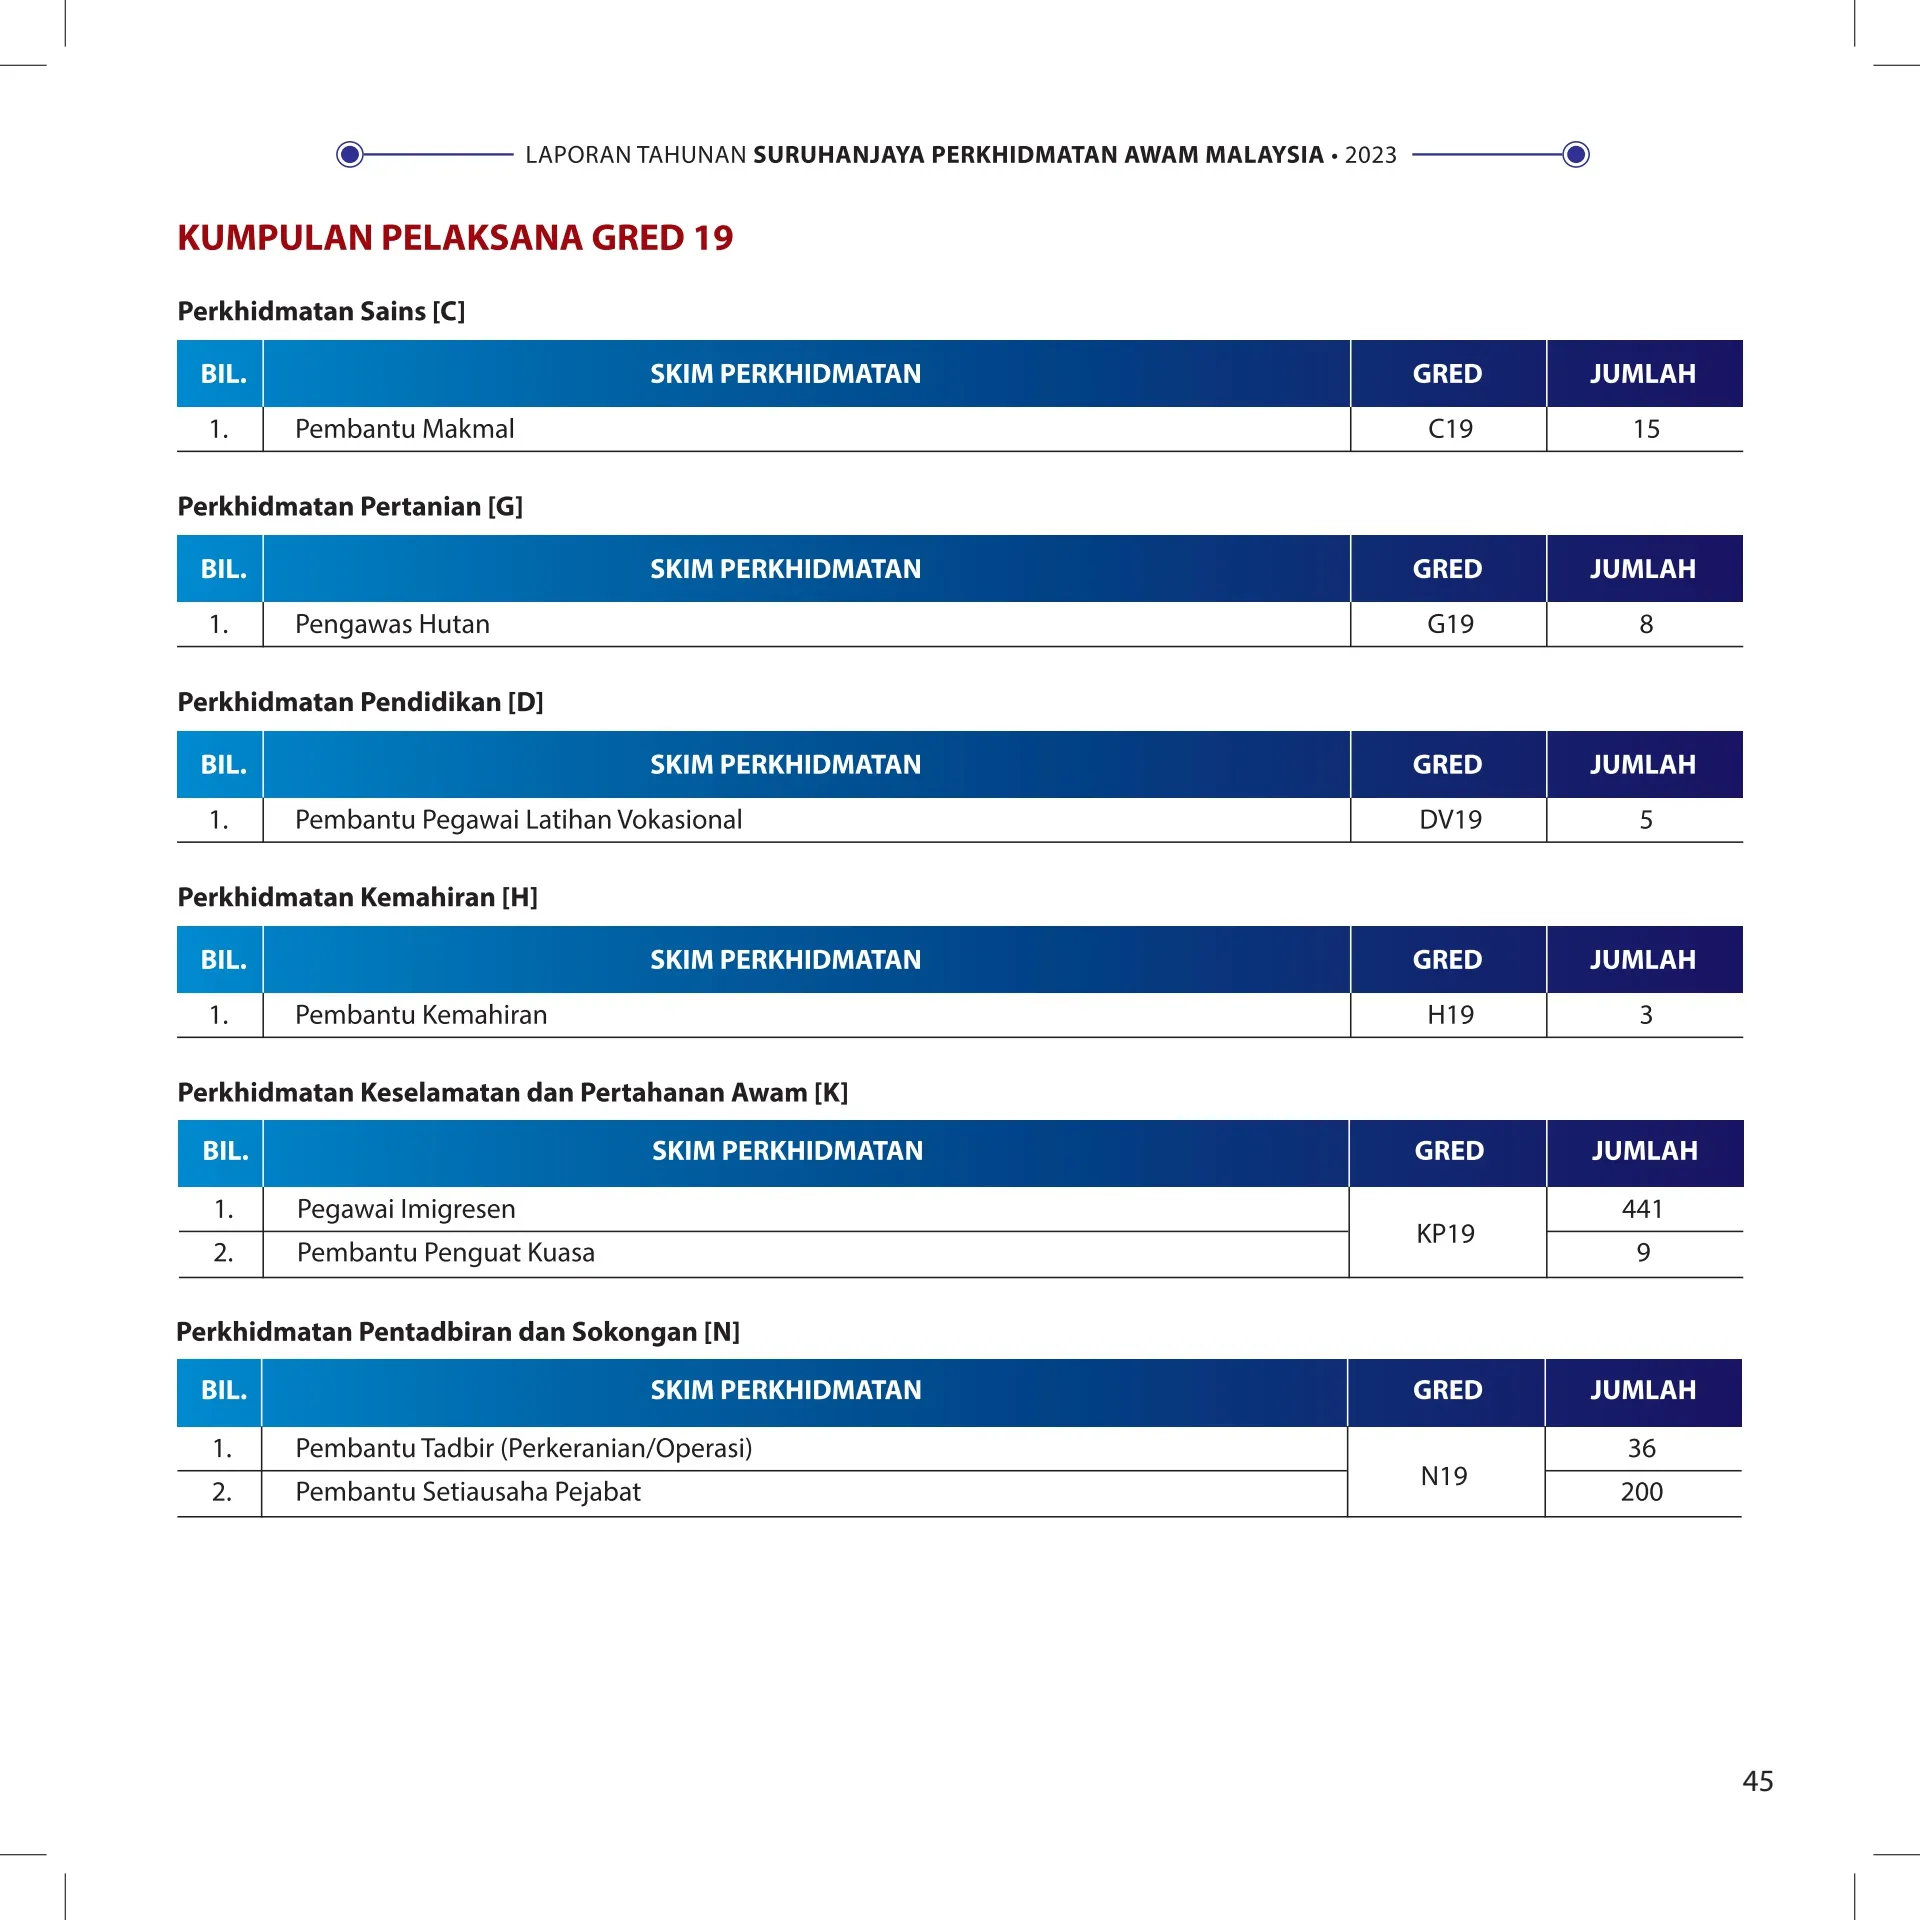 LAPORAN TAHUNAN SURUHANJAYA PERKHIDMATAN AWAM MALAYSIA • 2023
KUMPULAN PELAKSANA GRED 19
Perkhidmatan Sains [C]
BIL. SKIM PERKHIDMATAN GRED JUMLAH
1. Pembantu Makmal C19 15
Perkhidmatan Pertanian [G]
BIL. SKIM PERKHIDMATAN GRED JUMLAH
1. Pengawas Hutan G19 8
Perkhidmatan Pendidikan [D]
BIL. SKIM PERKHIDMATAN GRED JUMLAH
1. Pembantu Pegawai Latihan Vokasional DV19 5
Perkhidmatan Kemahiran [H]
BIL. SKIM PERKHIDMATAN GRED JUMLAH
1. Pembantu Kemahiran H19 3
Perkhidmatan Keselamatan dan Pertahanan Awam [K]
BIL. SKIM PERKHIDMATAN GRED JUMLAH
1. Pegawai Imigresen KP19 441
2. Pembantu Penguat Kuasa 9
Perkhidmatan Pentadbiran dan Sokongan [N]
BIL. SKIM PERKHIDMATAN GRED JUMLAH
1. Pembantu Tadbir (Perkeranian/Operasi) N19 36
2. Pembantu Setiausaha Pejabat 200
45